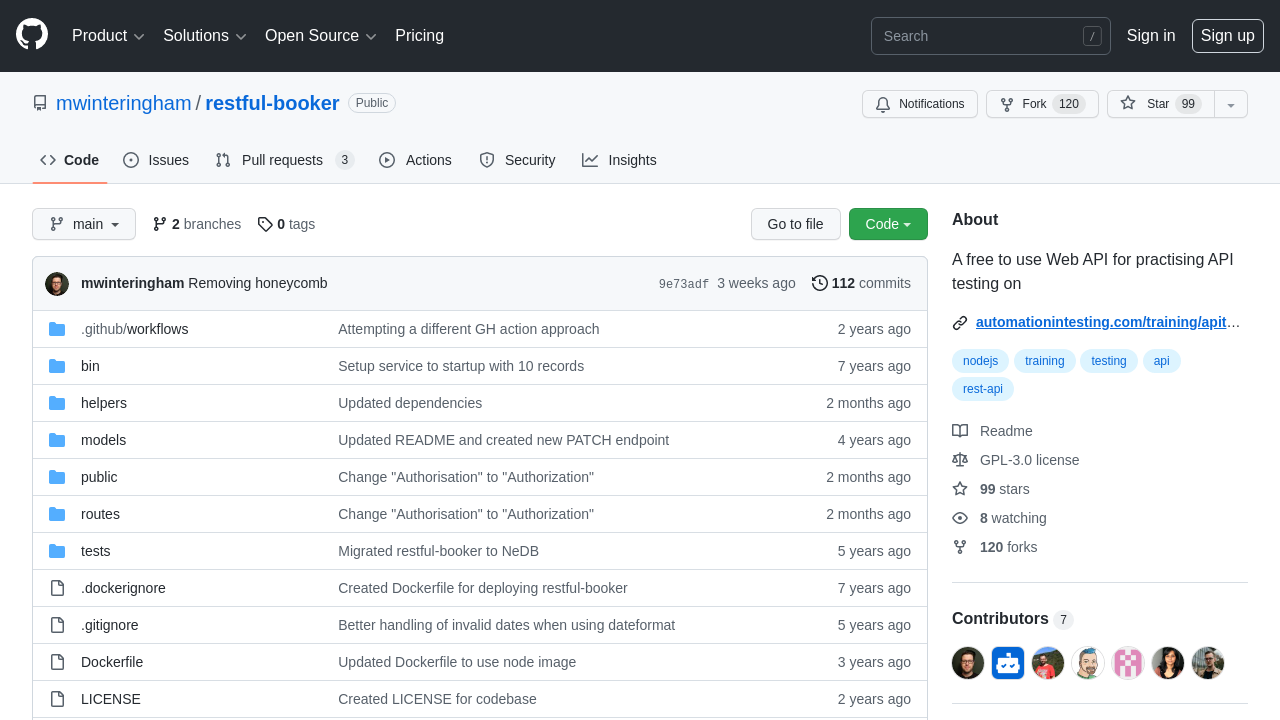 Product Solutions Open Source Pricing Search / Sign in Sign up
mwinteringham / restful-booker Public Notifications Fork 120 Star 99
Code Issues Pull requests 3 Actions Security Insights
main 2 branches 0 tags Go to file Code
mwinteringham Removing honeycomb 9e73adf 3 weeks ago 112 commits
.github/workflows Attempting a different GH action approach 2 years ago
bin Setup service to startup with 10 records 7 years ago
helpers Updated dependencies 2 months ago
models Updated README and created new PATCH endpoint 4 years ago
public Change "Authorisation" to "Authorization" 2 months ago
routes Change "Authorisation" to "Authorization" 2 months ago
tests Migrated restful-booker to NeDB 5 years ago
.dockerignore Created Dockerfile for deploying restful-booker 7 years ago
.gitignore Better handling of invalid dates when using dateformat 5 years ago
Dockerfile Updated Dockerfile to use node image 3 years ago
LICENSE Created LICENSE for codebase 2 years ago
About
A free to use Web API for practising API
testing on
automationintesting.com/training/apit…
nodejs training testing api
rest-api
Readme
GPL-3.0 license
99 stars
8 watching
120 forks
Contributors 7